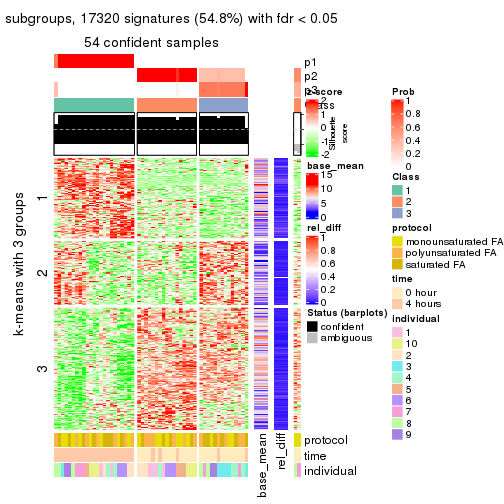 subgroups, 17320 signatures (54.8%) with fdr < 0.05
54 confident samples
p1
p2
p3
z-score
2
1
0
-1
-2
Class
Silhouette
score
base_mean
15
10
5
0
rel_diff
1
0.8
0.6
0.4
0.2
0
Status (barplots)
confident
ambiguous
Prob
1
0.8
0.6
0.4
0.2
0
Class
1
2
3
protocol
monounsaturated FA
polyunsaturated FA
saturated FA
time
0 hour
4 hours
individual
1
10
2
3
4
5
6
7
8
9
k-means with 3 groups
1
2
3
protocol
time
individual
base_mean
rel_diff